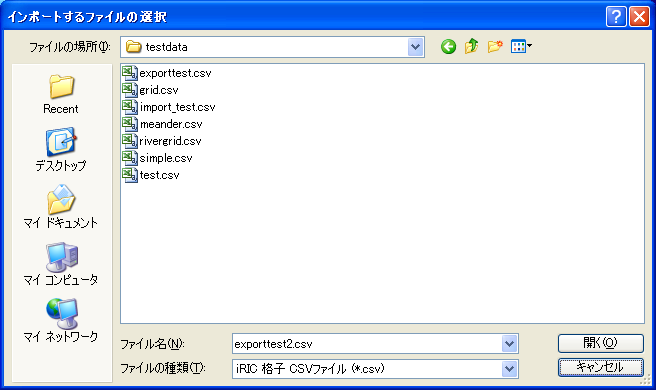 インポートするファイルの選択
ファイルの場所(I):
testdata
Recent
デスクトップ
マイ ドキュメント
マイ コンピュータ
マイ ネットワーク
exporttest.csv
grid.csv
import_test.csv
meander.csv
rivergrid.csv
simple.csv
test.csv
ファイル名(N):
exporttest2.csv
開く(O)
ファイルの種類(T):
iRIC 格子 CSVファイル (*.csv)
キャンセル